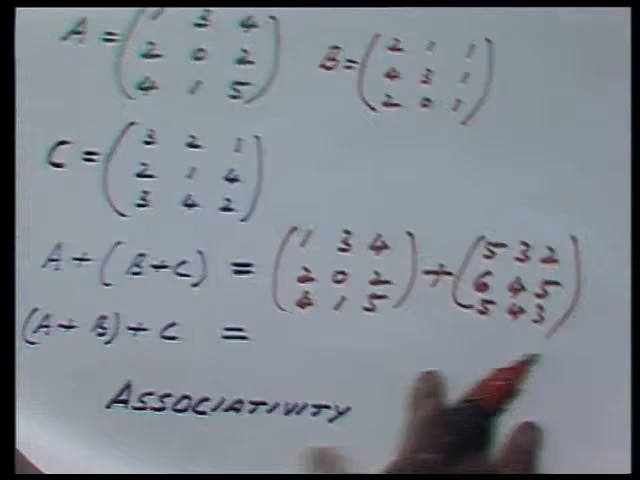 A = ( 1 3 4
2 0 2
4 1 5 )
B = ( 2 1 1
4 3 1
2 0 1 )
C = ( 3 2 1
2 1 4
3 4 2 )
A + ( B + C ) = ( 1 3 4
2 0 2
4 1 5 ) + ( 5 3 2
6 4 5
5 4 3 )
(A + B) + C =
ASSOCIATIVITY